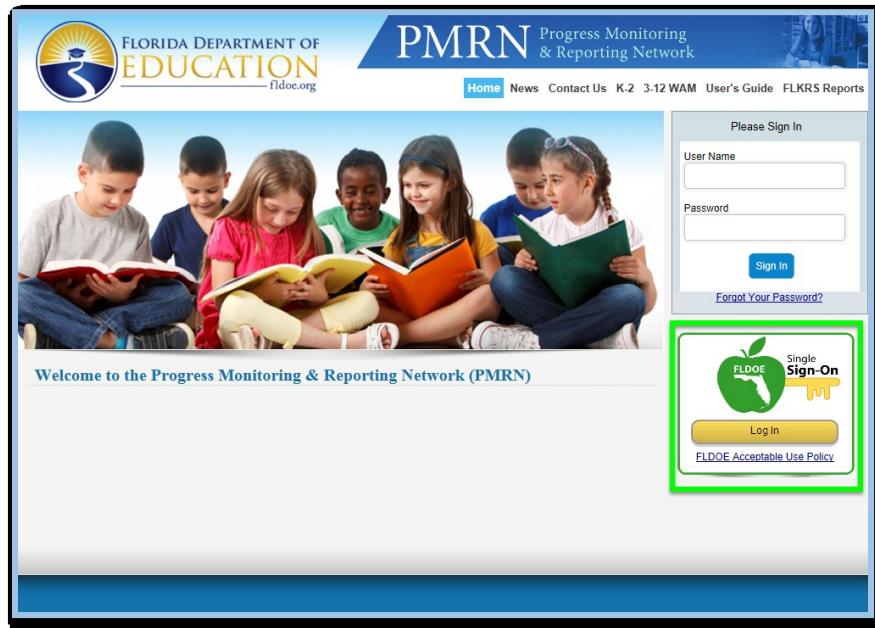 FLORIDA DEPARTMENT OF
EDUCATION
fldoe.org
PMRN Progress Monitoring
& Reporting Network
Home News Contact Us K-2 3-12 WAM User's Guide FLKRS Reports
Please Sign In
User Name
Password
Sign In
Forgot Your Password?
Welcome to the Progress Monitoring & Reporting Network (PMRN)
FLDOE
Single
Sign-On
Log In
FLDOE Acceptable Use Policy